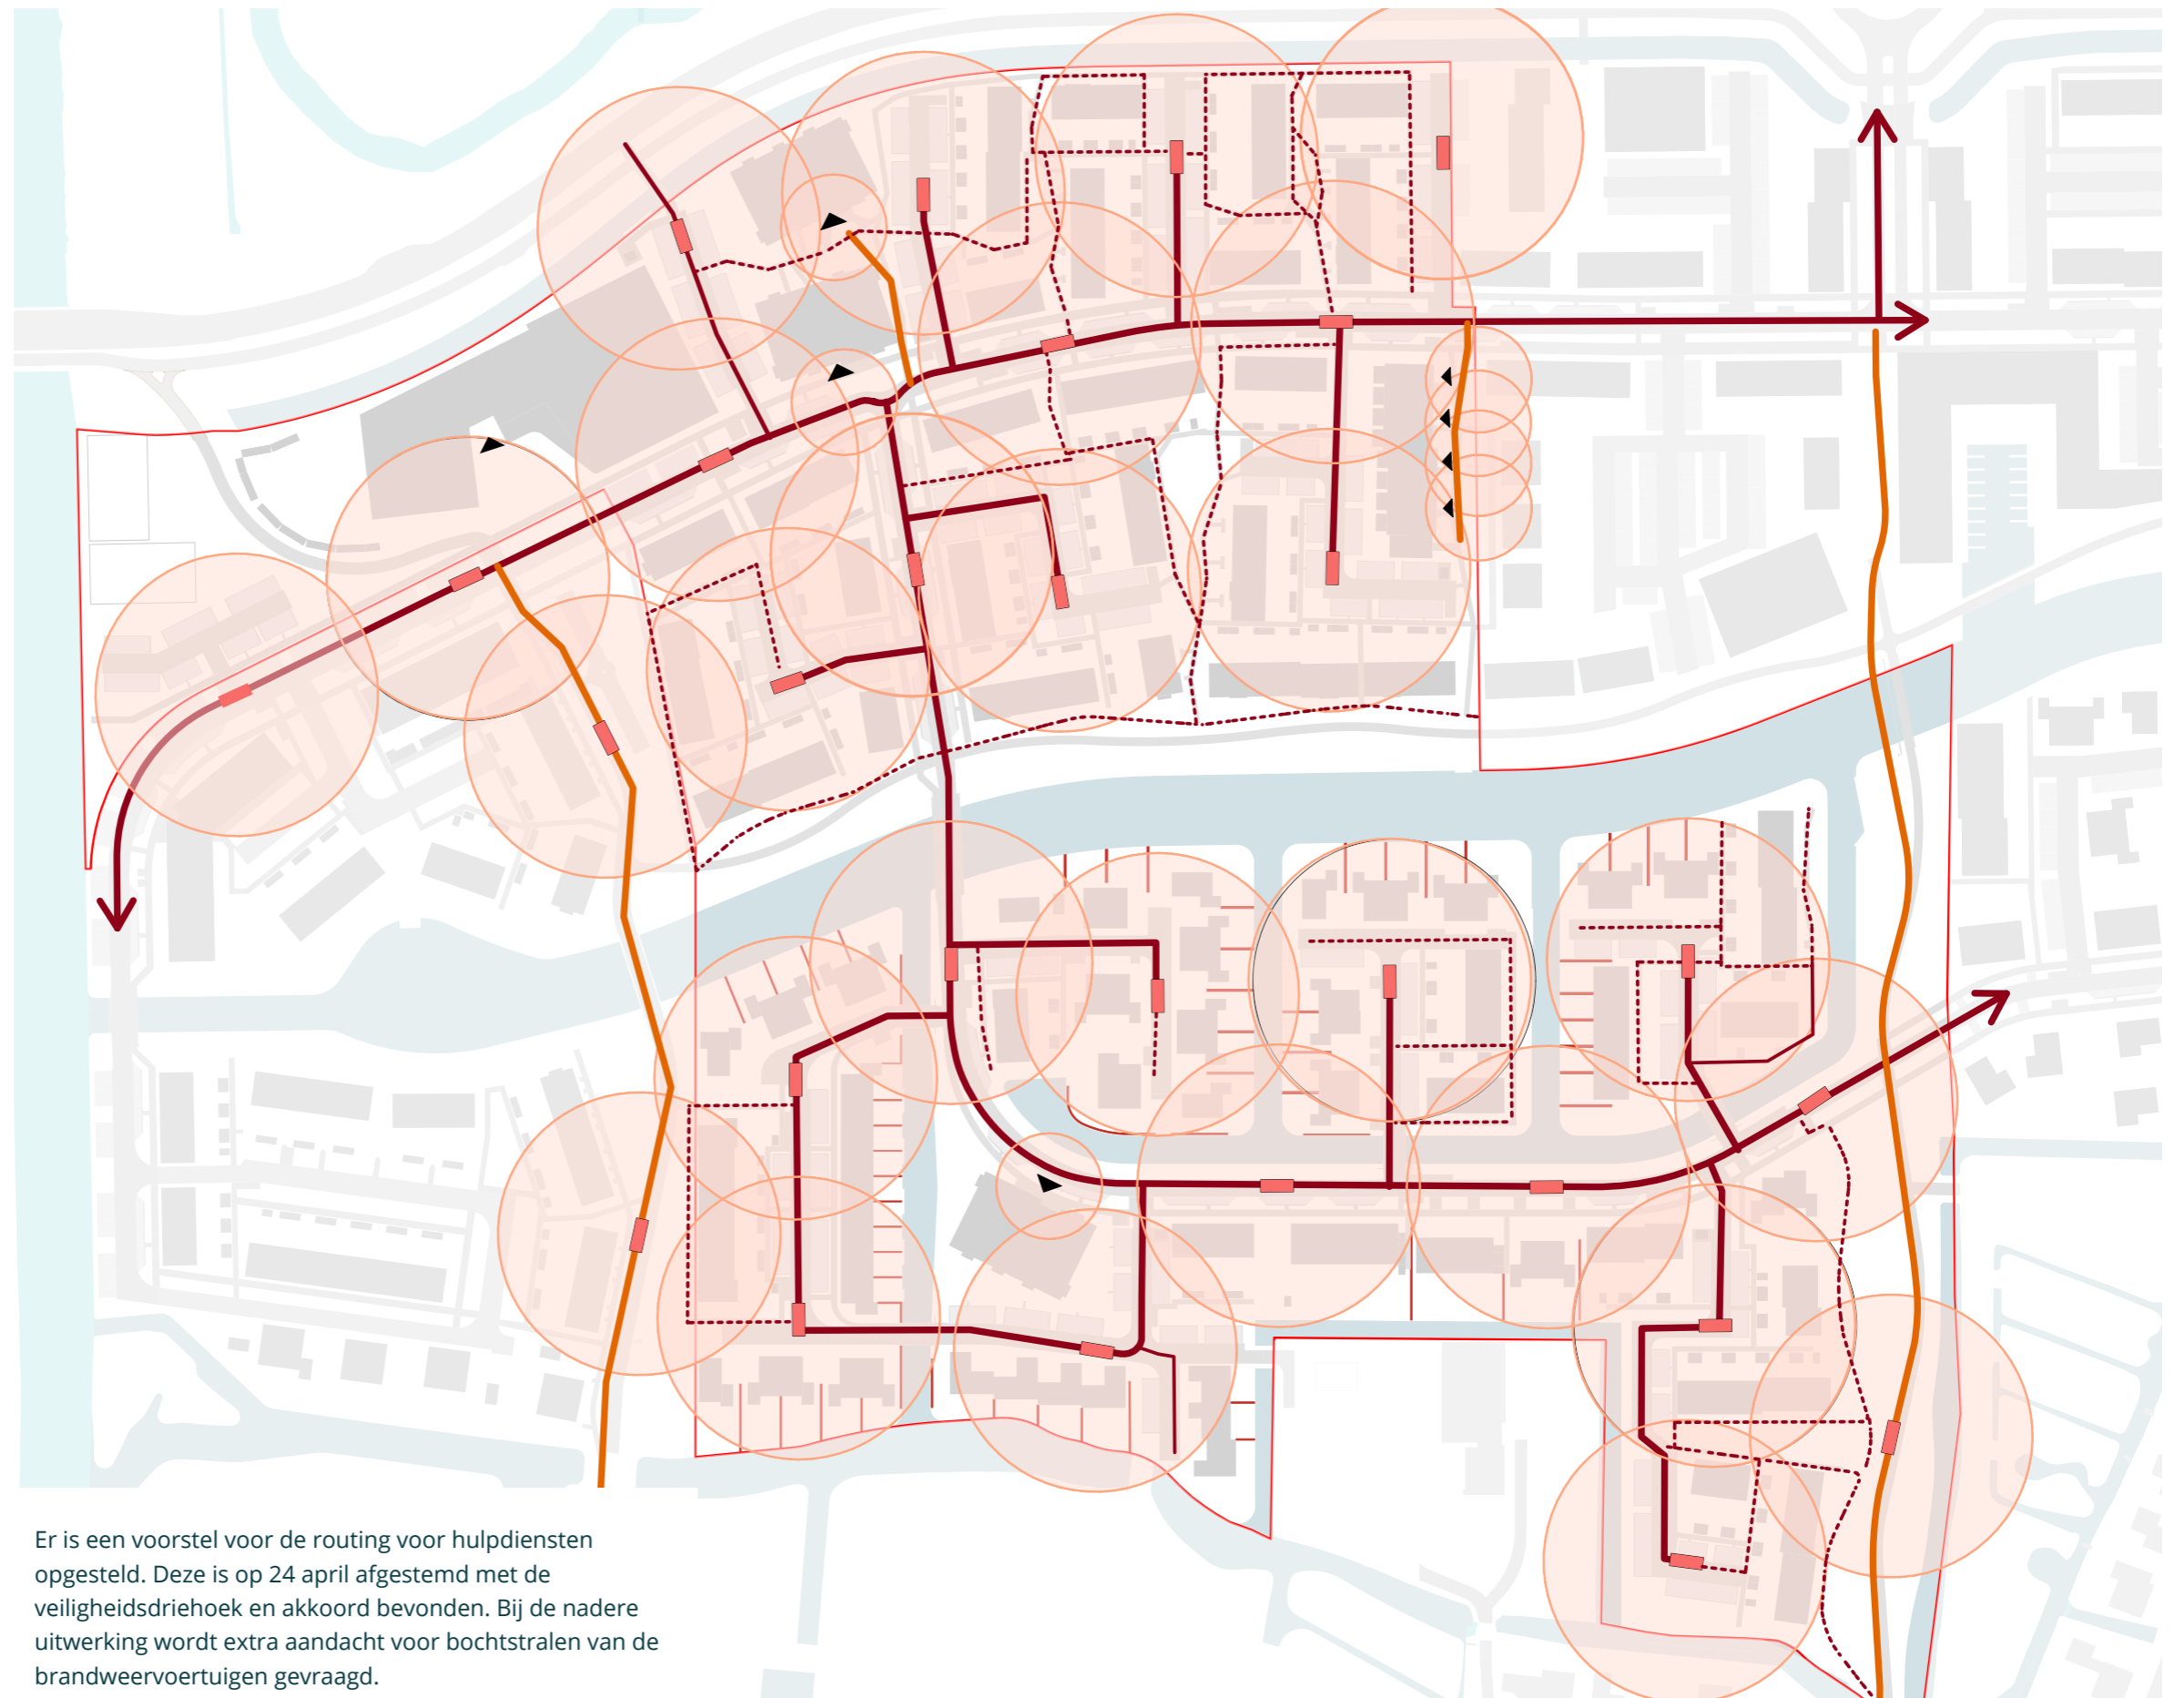 Er is een voorstel voor de routing voor hulpdiensten
opgesteld. Deze is op 24 april afgestemd met de
veiligheidsdriehoek en akkoord bevonden. Bij de nadere
uitwerking wordt extra aandacht voor bochtstralen van de
brandweervoertuigen gevraagd.